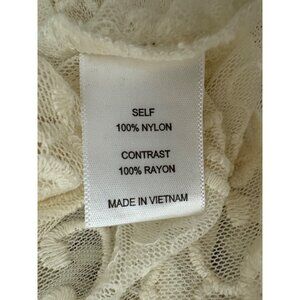 SELF
100% NYLON
CONTRAST
100% RAYON
MADE IN VIETNAM